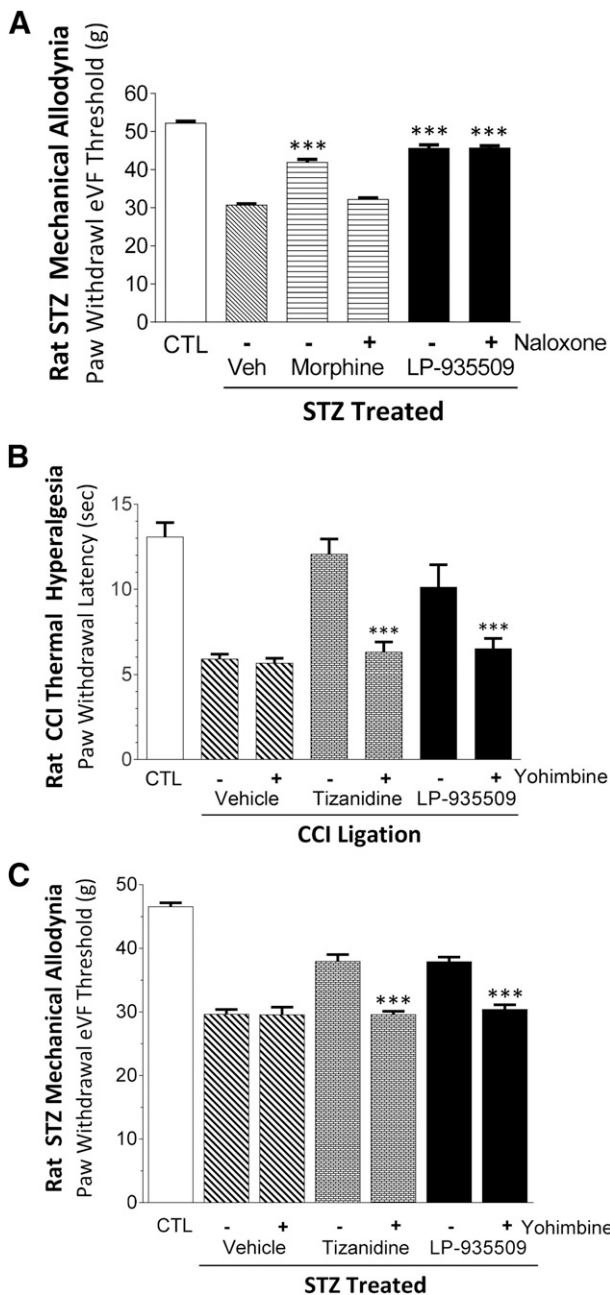 A
Rat STZ Mechanical Allodynia
Paw Withdrawl eVF Threshold (g)
60
50
40
30
20
10
0
***
***
***
CTL
- - + - + Naloxone
Veh Morphine LP-935509
STZ Treated
B
Rat CCI Thermal Hyperalgesia
Paw Withdrawal Latency (sec)
15
10
5
0
***
***
CTL
- + - + - + Yohimbine
Vehicle Tizanidine LP-935509
CCI Ligation
C
Rat STZ Mechanical Allodynia
Paw Withdrawal eVF Threshold (g)
50
40
30
20
10
0
***
***
CTL
- + - + - + Yohimbine
Vehicle Tizanidine LP-935509
STZ Treated